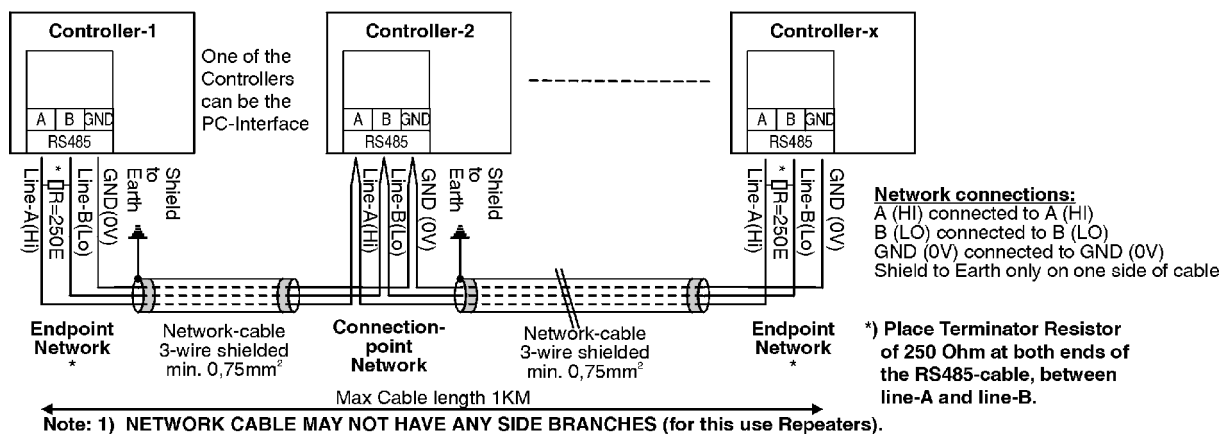 Controller-1
Controller-2
Controller-x
One of the
Controllers
can be the
PC-Interface
A B GND
RS485
A B GND
RS485
A B GND
RS485
Line-A(Hi)
* R=250E
Line-B(Lo)
GND(0V)
Shield
to
Earth
Line-A(Hi)
Line-B(Lo)
GND (0V)
Shield
to
Earth
Line-A(Hi)
* R=250E
Line-B(Lo)
GND (0V)
Network connections:
A (HI) connected to A (HI)
B (LO) connected to B (LO)
GND (0V) connected to GND (0V)
Shield to Earth only on one side of cable
Endpoint
Network
*
Network-cable
3-wire shielded
min. 0,75mm²
Connection-
point
Network
Network-cable
3-wire shielded
min. 0,75mm²
Endpoint
Network
*
*) Place Terminator Resistor
of 250 Ohm at both ends of
the RS485-cable, between
line-A and line-B.
Max Cable length 1KM
Note: 1) NETWORK CABLE MAY NOT HAVE ANY SIDE BRANCHES (for this use Repeaters).